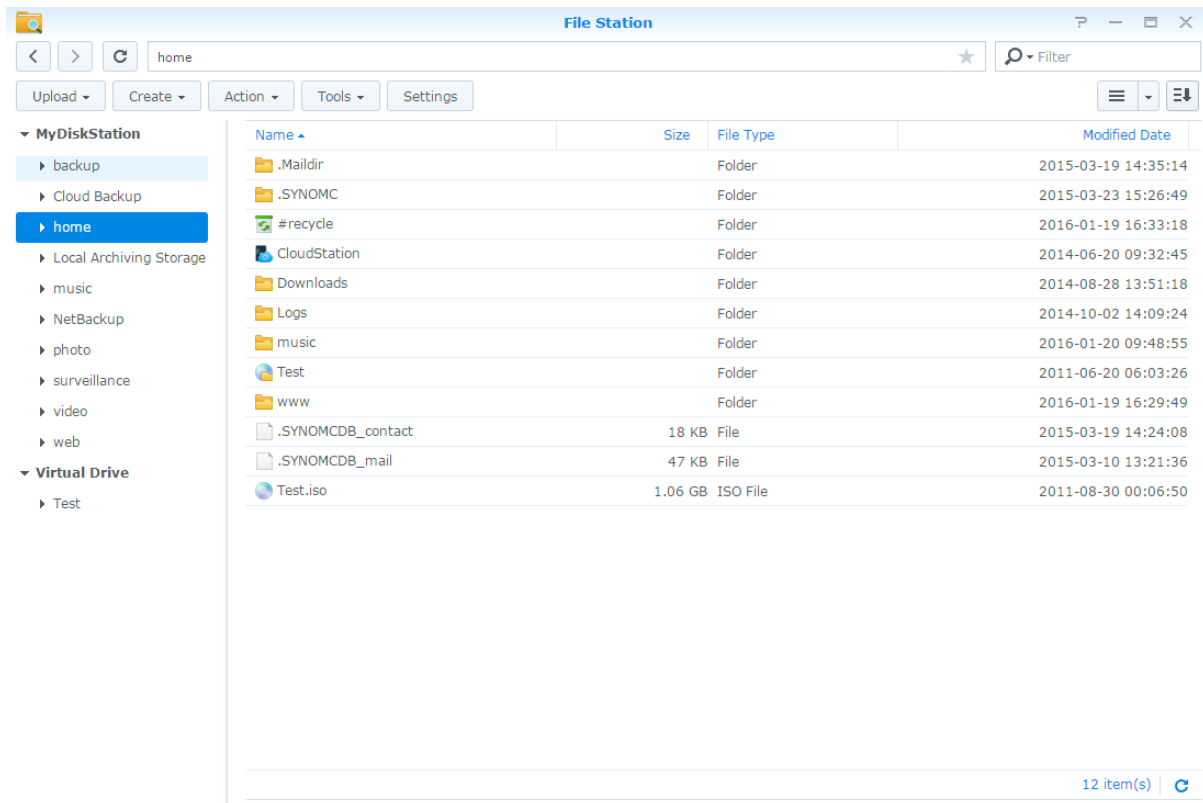 File Station
home
Filter
Upload Create Action Tools Settings
MyDiskStation
backup
Cloud Backup
home
Local Archiving Storage
music
NetBackup
photo
surveillance
video
web
Virtual Drive
Test
Name Size File Type Modified Date
.Maildir Folder 2015-03-19 14:35:14
.SYNOMC Folder 2015-03-23 15:26:49
#recycle Folder 2016-01-19 16:33:18
CloudStation Folder 2014-06-20 09:32:45
Downloads Folder 2014-08-28 13:51:18
Logs Folder 2014-10-02 14:09:24
music Folder 2016-01-20 09:48:55
Test Folder 2011-06-20 06:03:26
www Folder 2016-01-19 16:29:49
.SYNOMCDB_contact 18 KB File 2015-03-19 14:24:08
.SYNOMCDB_mail 47 KB File 2015-03-10 13:21:36
Test.iso 1.06 GB ISO File 2011-08-30 00:06:50
12 item(s)